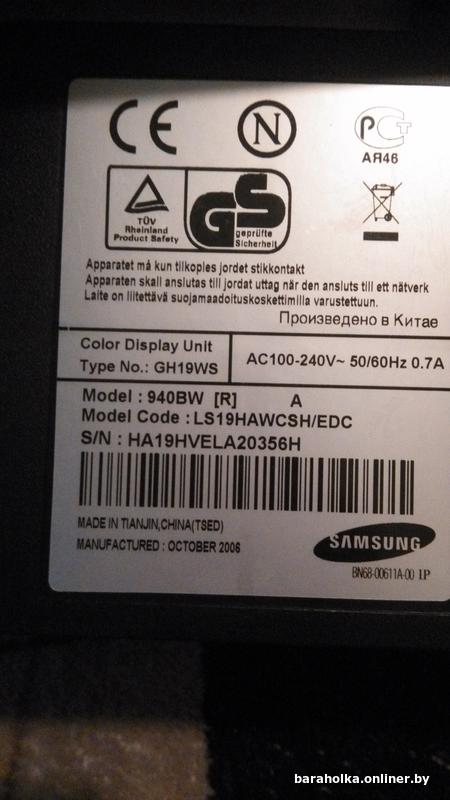 CE
N
PCT
АЯ46
TÜV
Rheinland
Product Safety
GS
geprüfte
Sicherheit
Apparatet må kun tilkoples jordet stikkontakt
Apparaten skall anslutas till jordat uttag när den ansluts till ett nätverk
Laite on liitettävä suojamaadoituskoskettimilla varustettuun.
Произведено в Китае
Color Display Unit
Type No.: GH19WS
AC100-240V~ 50/60Hz 0.7A
Model : 940BW [R] A
Model Code : LS19HAWCSH/EDC
S/N : HA19HVELA20356H
MADE IN TIANJIN,CHINA(TSED)
MANUFACTURED : OCTOBER 2006
SAMSUNG
BN68-00611A-00 1P
baraholka.onliner.by